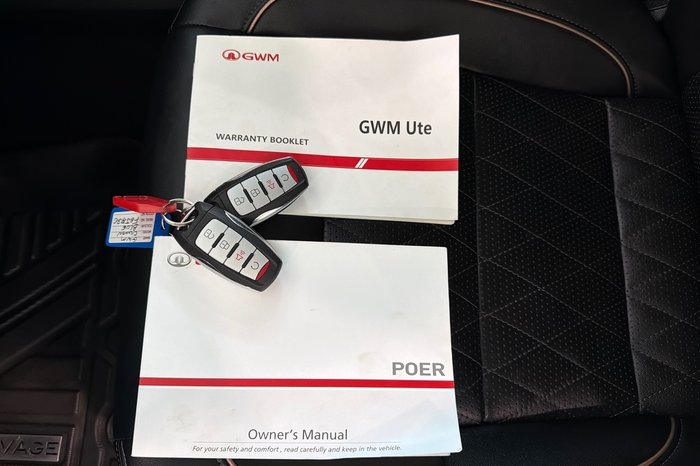 GWM
GWM Ute
WARRANTY BOOKLET
POER
Owner's Manual
For your safety and comfort , read carefully and keep in the vehicle.